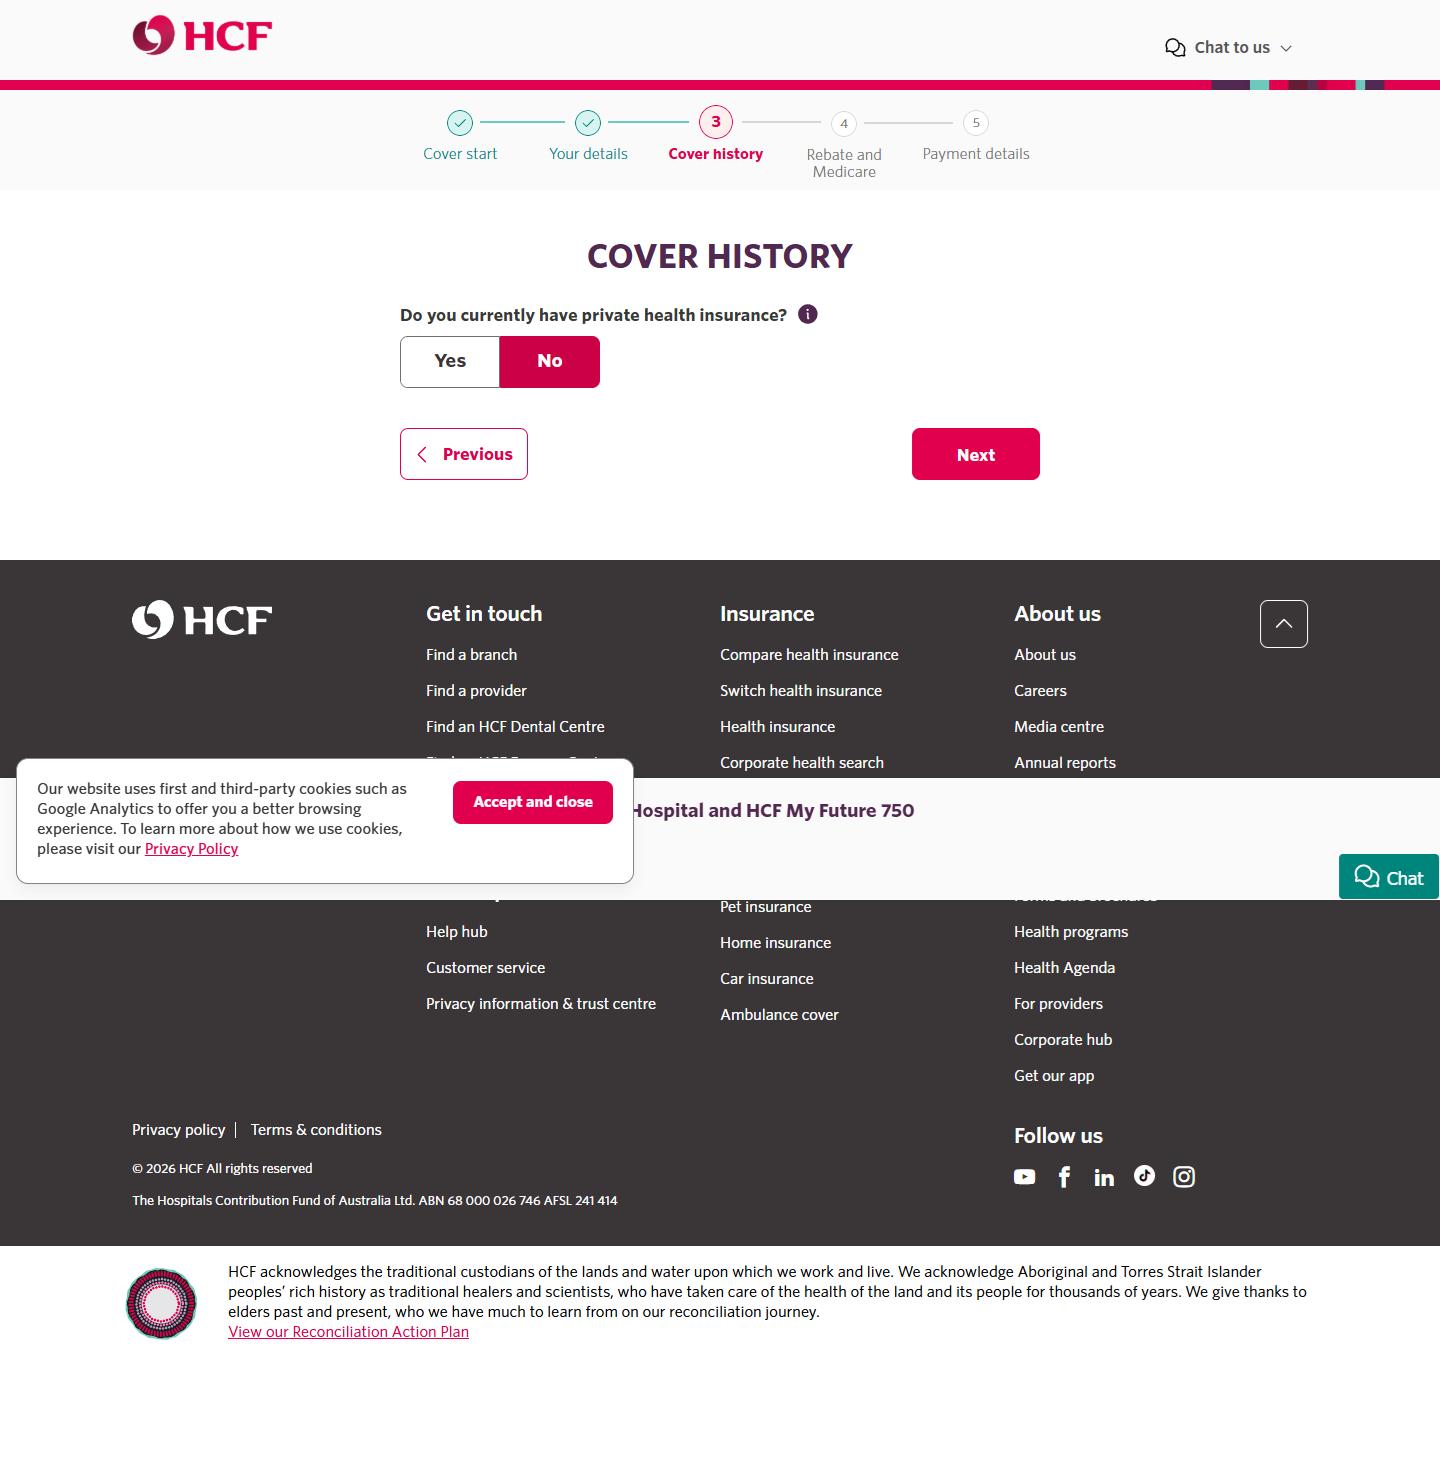 HCF
Chat to us
3
4
5
Cover start
Your details
Cover history
Rebate and
Medicare
Payment details
COVER HISTORY
Do you currently have private health insurance?
Yes
No
Previous
Next
HCF
Get in touch
Find a branch
Find a provider
Find an HCF Dental Centre
Insurance
Compare health insurance
Switch health insurance
Health insurance
Corporate health search
About us
About us
Careers
Media centre
Annual reports
Our website uses first and third-party cookies such as
Google Analytics to offer you a better browsing
experience. To learn more about how we use cookies,
please visit our Privacy Policy
Accept and close
Hospital and HCF My Future 750
Chat
Help hub
Customer service
Privacy information & trust centre
Pet insurance
Home insurance
Car insurance
Ambulance cover
Health programs
Health Agenda
For providers
Corporate hub
Get our app
Privacy policy
Terms & conditions
© 2026 HCF All rights reserved
The Hospitals Contribution Fund of Australia Ltd. ABN 68 000 026 746 AFSL 241 414
Follow us
HCF acknowledges the traditional custodians of the lands and water upon which we work and live. We acknowledge Aboriginal and Torres Strait Islander
peoples’ rich history as traditional healers and scientists, who have taken care of the health of the land and its people for thousands of years. We give thanks to
elders past and present, who we have much to learn from on our reconciliation journey.
View our Reconciliation Action Plan